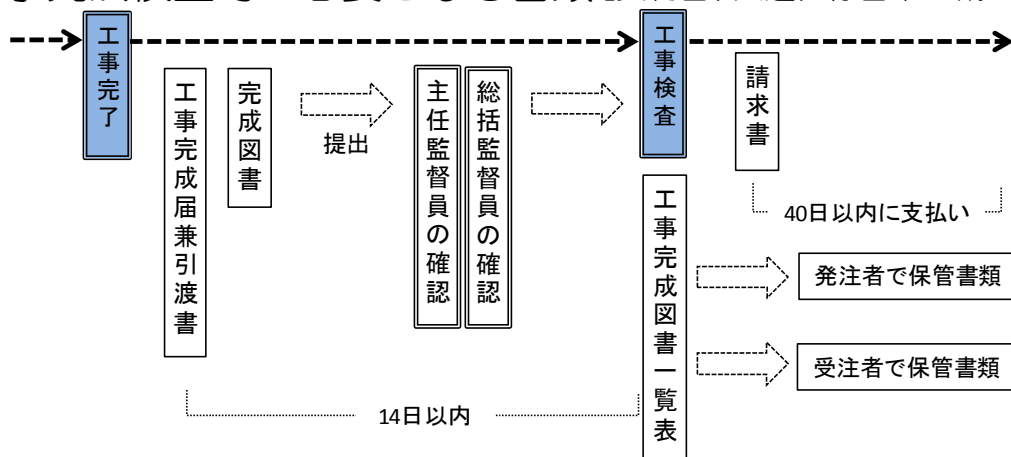 工事完了
工事完成届兼引渡書
完成図書
提出
主任監督員の確認
総括監督員の確認
工事検査
請求書
40日以内に支払い
工事完成図書一覧表
発注者で保管書類
受注者で保管書類
14日以内